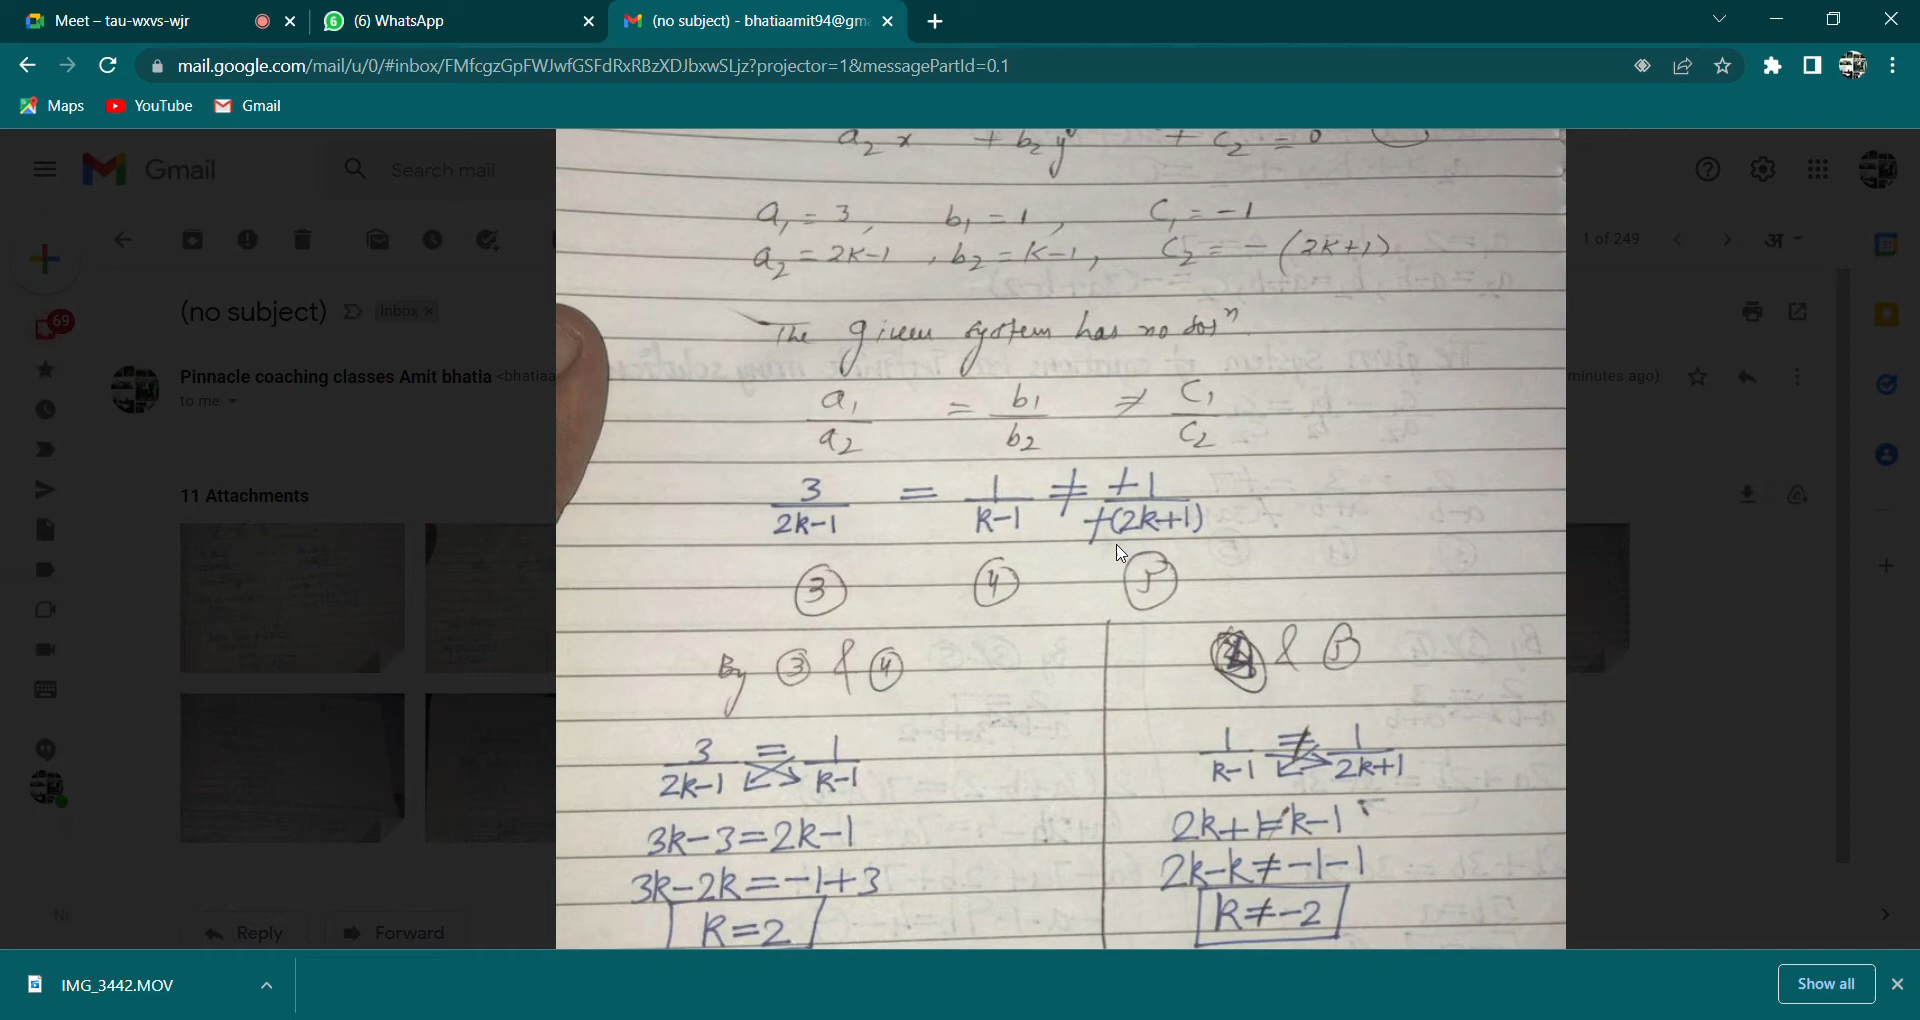 Meet – tau-wxvs-wjr
(6) WhatsApp
(no subject) - bhatiaamit94@gm
mail.google.com/mail/u/0/#inbox/FMfcgzGpFWJwfGSFdRxRBzXDJbxwSLjz?projector=1&messagePartId=0.1
Maps YouTube Gmail
Gmail
Search mail
1 of 249
69
(no subject)
Inbox ×
Pinnacle coaching classes Amit bhatia <bhatiaa
to me
minutes ago)
11 Attachments
Reply
Forward
a₂x + b₂y + c₂ = 0
a₁ = 3, b₁ = 1, C₁ = -1
a₂ = 2K-1, b₂ = K-1, C₂ = -(2K+1)
The given system has no solⁿ.
a₁/a₂ = b₁/b₂ ≠ C₁/C₂
3/2k-1 = 1/k-1 ≠ +1/+(2k+1)
③ ④ ⑤
By ③ & ④
3/2k-1 = 1/k-1
3k-3=2k-1
3k-2k=-1+3
k=2
& ⑤
1/k-1 ≠ 1/2k+1
2k+1≠k-1
2k-k≠-1-1
k≠-2
IMG_3442.MOV
Show all